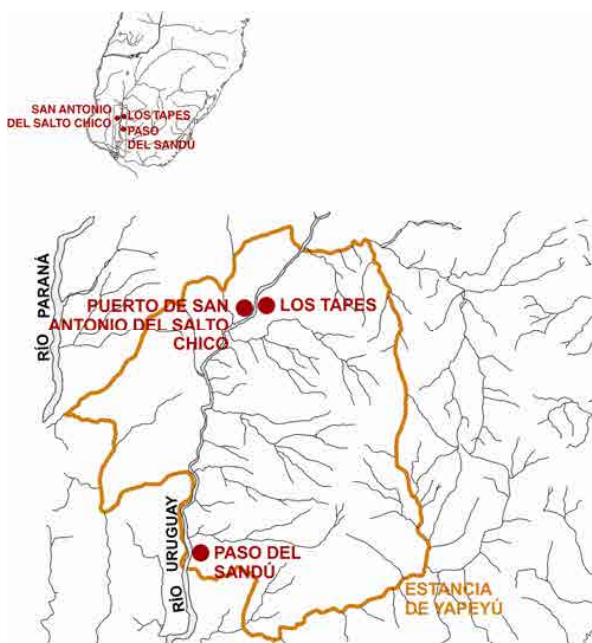 SAN ANTONIO
DEL SALTO CHICO
LOS TAPES
PASO
DEL SANDÚ
RÍO PARANÁ
PUERTO DE SAN
ANTONIO DEL SALTO
CHICO
LOS TAPES
RÍO URUGUAY
PASO DEL
SANDÚ
ESTANCIA
DE YAPEYÚ